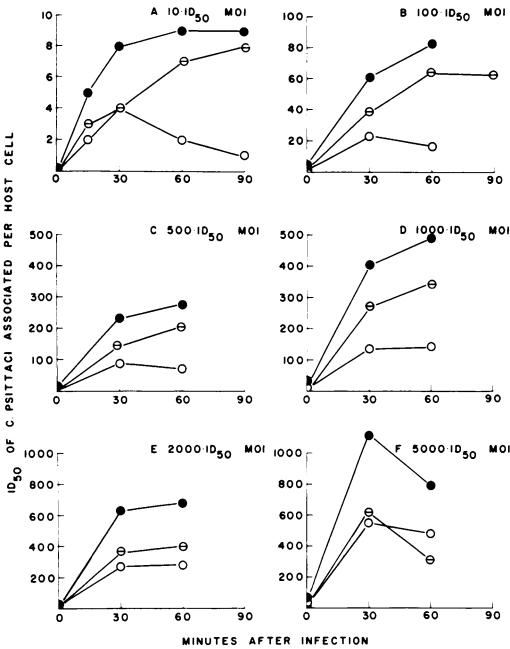 A 10·ID50 MOI
B 100·ID50 MOI
10
8
6
4
2
0 30 60 90
100
80
60
40
20
0 30 60 90
C 500·ID50 MOI
D 1000·ID50 MOI
500
400
300
200
100
0 30 60 90
500
400
300
200
100
0 30 60 90
E 2000·ID50 MOI
F 5000·ID50 MOI
1000
800
600
400
200
0 30 60 90
1000
800
600
400
200
0 30 60 90
ID50 OF C. PSITTACI ASSOCIATED PER HOST CELL
MINUTES AFTER INFECTION